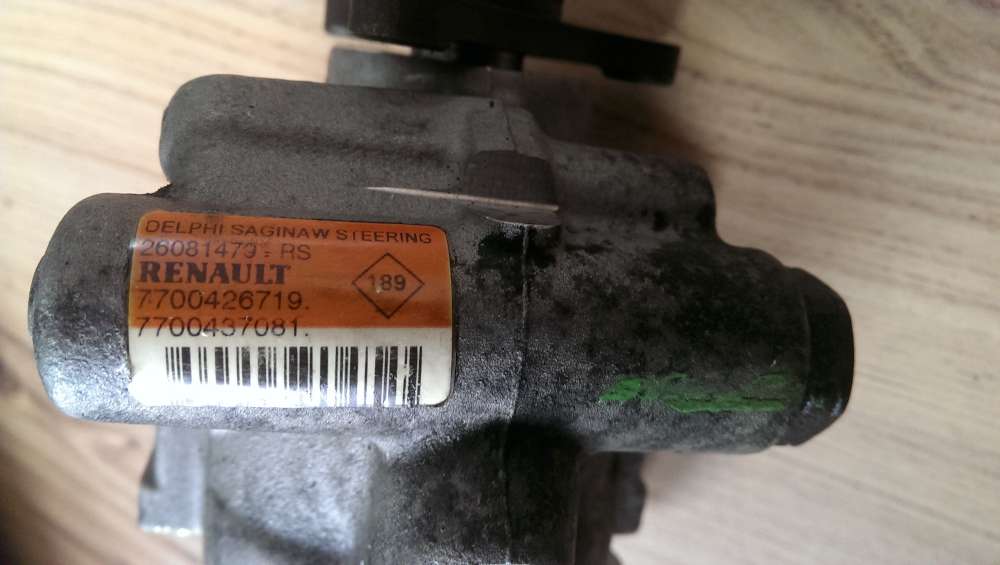 DELPHI SAGINAW STEERING
26081479 - RS
RENAULT
189
7700426719.
7700437081.